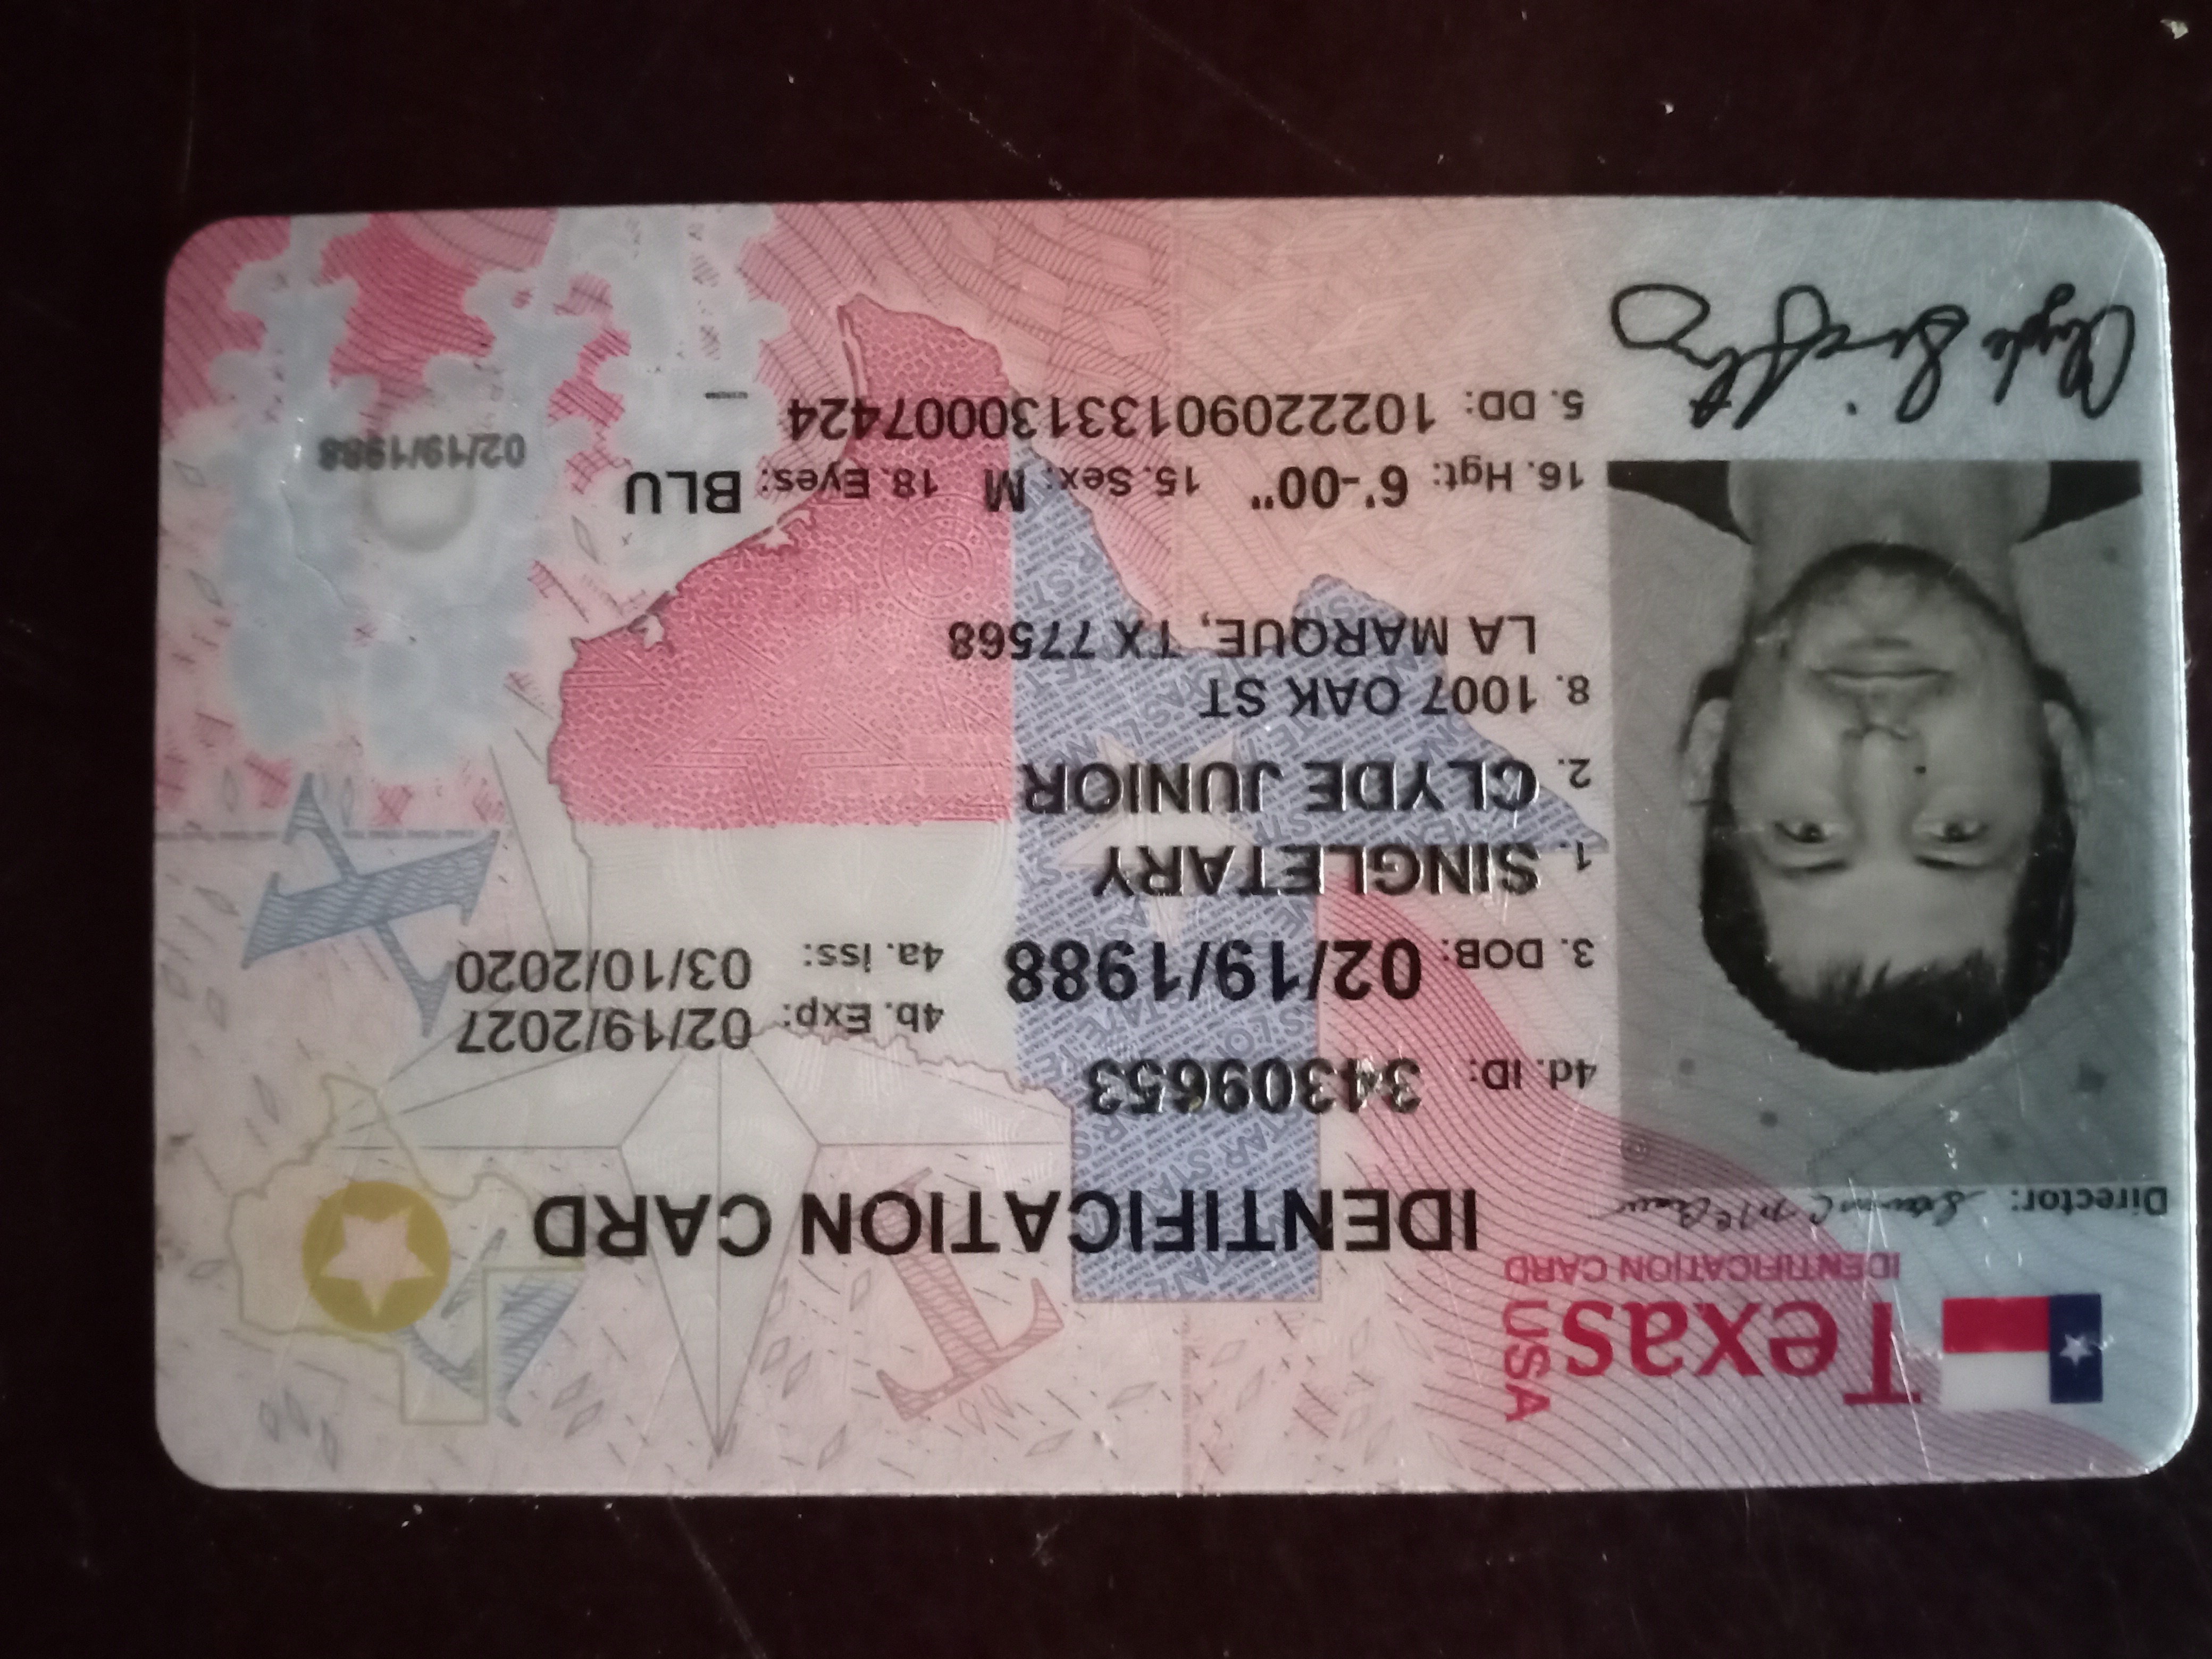 Texas
USA
IDENTIFICATION CARD
Director:
IDENTIFICATION CARD
4d. ID: 34309653
4b. Exp: 02/19/2027
3. DOB: 02/19/1988 4a. Iss: 03/10/2020
1. SINGLETARY
2. CLYDE JUNIOR
8. 1007 OAK ST
LA MARQUE, TX 77568
16. Hgt: 6'-00" 15. Sex: M 18. Eyes: BLU
5. DD: 10222090133130007424
02/19/1988